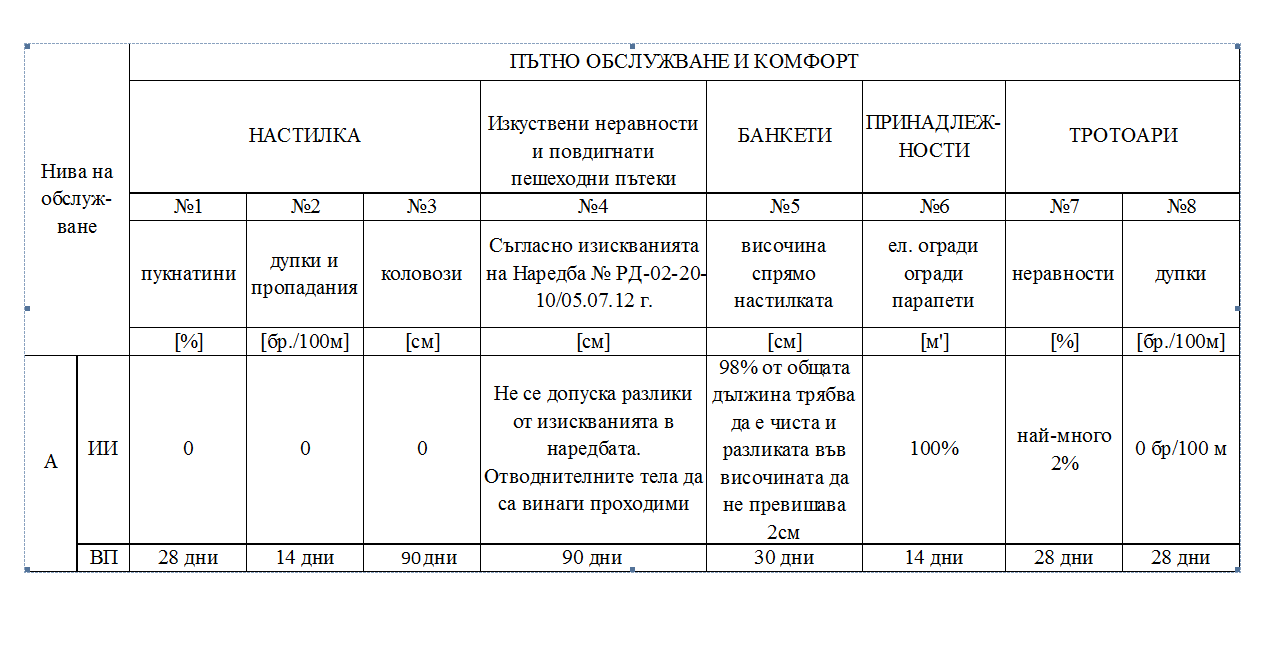 ПЪТНО ОБСЛУЖВАНЕ И КОМФОРТ
Нива на
обслуж-
ване
НАСТИЛКА
Изкуствени неравности
и повдигнати
пешеходни пътеки
БАНКЕТИ
ПРИНАДЛЕЖ-
НОСТИ
ТРОТОАРИ
№1 №2 №3 №4 №5 №6 №7 №8
пукнатини
дупки и
пропадания
коловози
Съгласно изискванията
на Наредба № РД-02-20-
10/05.07.12 г.
височина
спрямо
настилката
ел. огради
огради
парапети
неравности
дупки
[%] [бр./100м] [см] [см] [см] [м'] [%] [бр./100м]
А
ИИ
0
0
0
Не се допуска разлики
от изискванията в
наредбата.
Отводнителните тела да
са винаги проходими
98% от общата
дължина трябва
да е чиста и
разликата във
височината да
не превишава
2см
100%
най-много
2%
0 бр/100 м
ВП 28 дни 14 дни 90 дни 90 дни 30 дни 14 дни 28 дни 28 дни